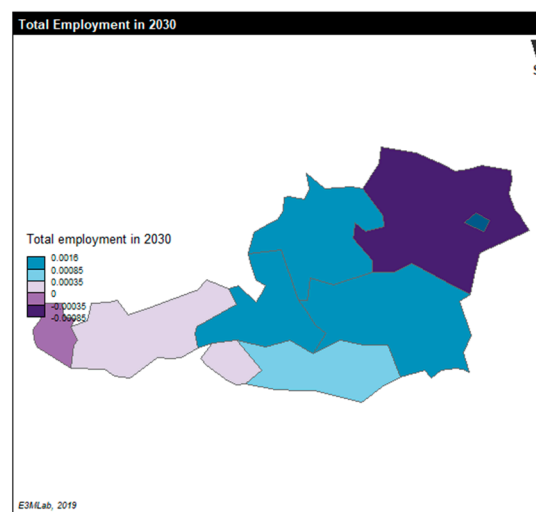 Total Employment in 2030
S
Total employment in 2030
0.0016
0.00085
0.00035
0
-0.00035
-0.00085
E3MLab, 2019